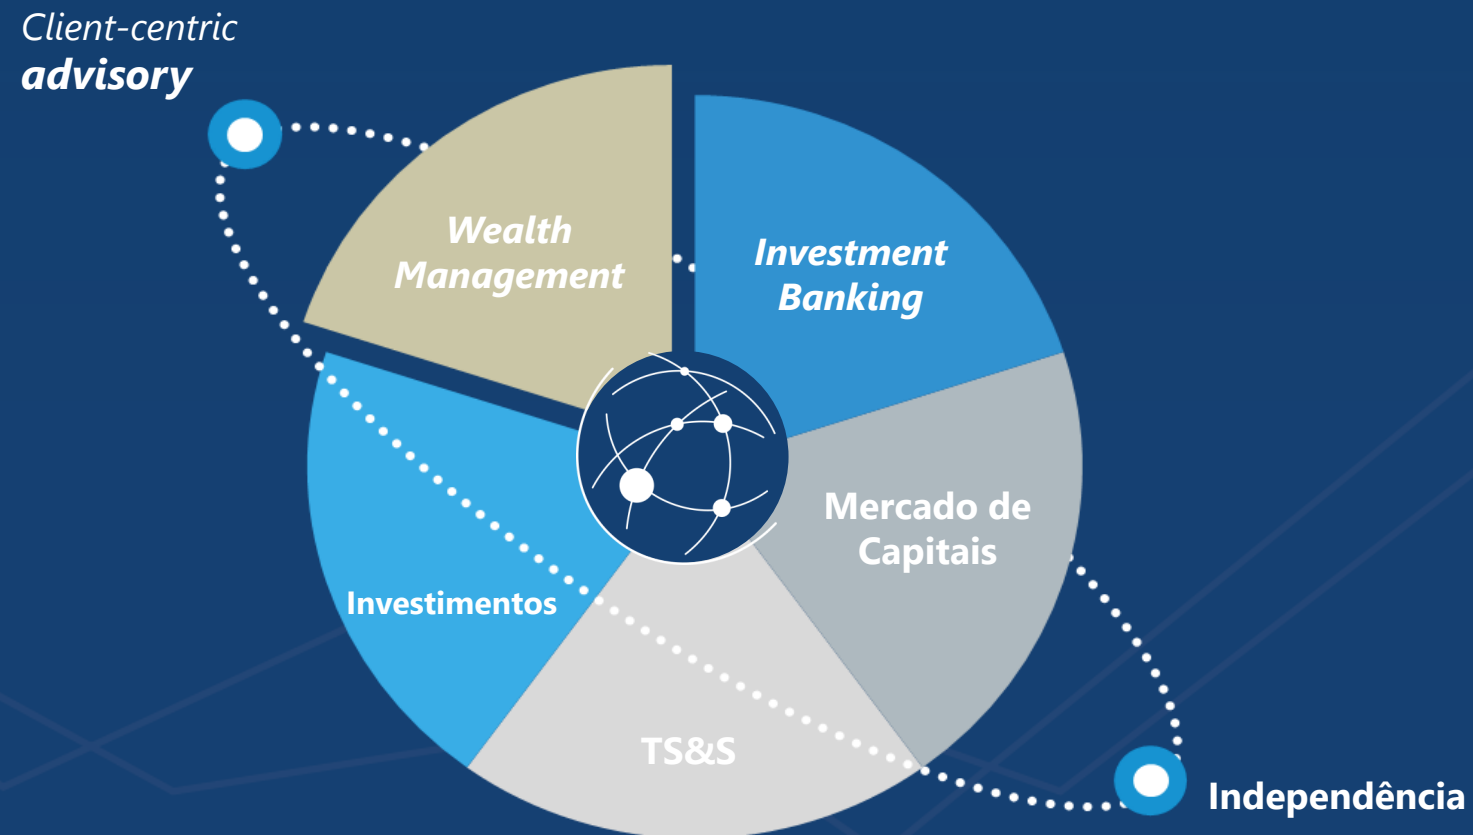 Client-centric
advisory
Wealth
Management
Investment
Banking
Mercado de
Capitais
Investimentos
TS&S
Independência